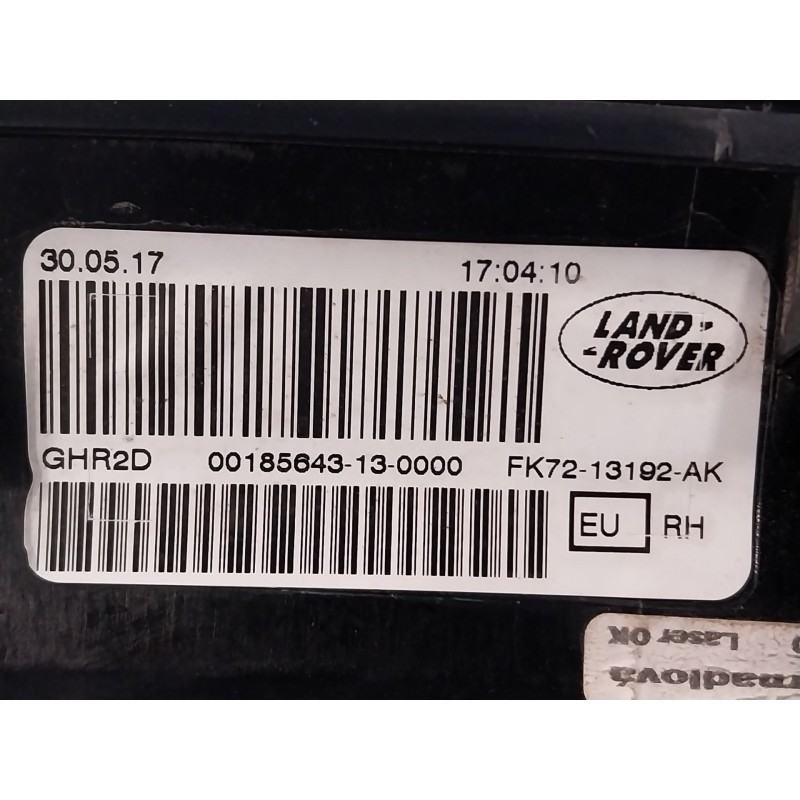 30.05.17 17:04:10
LAND-
-ROVER
GHR2D 00185643-13-0000 FK72-13192-AK
EU RH
Laser OK